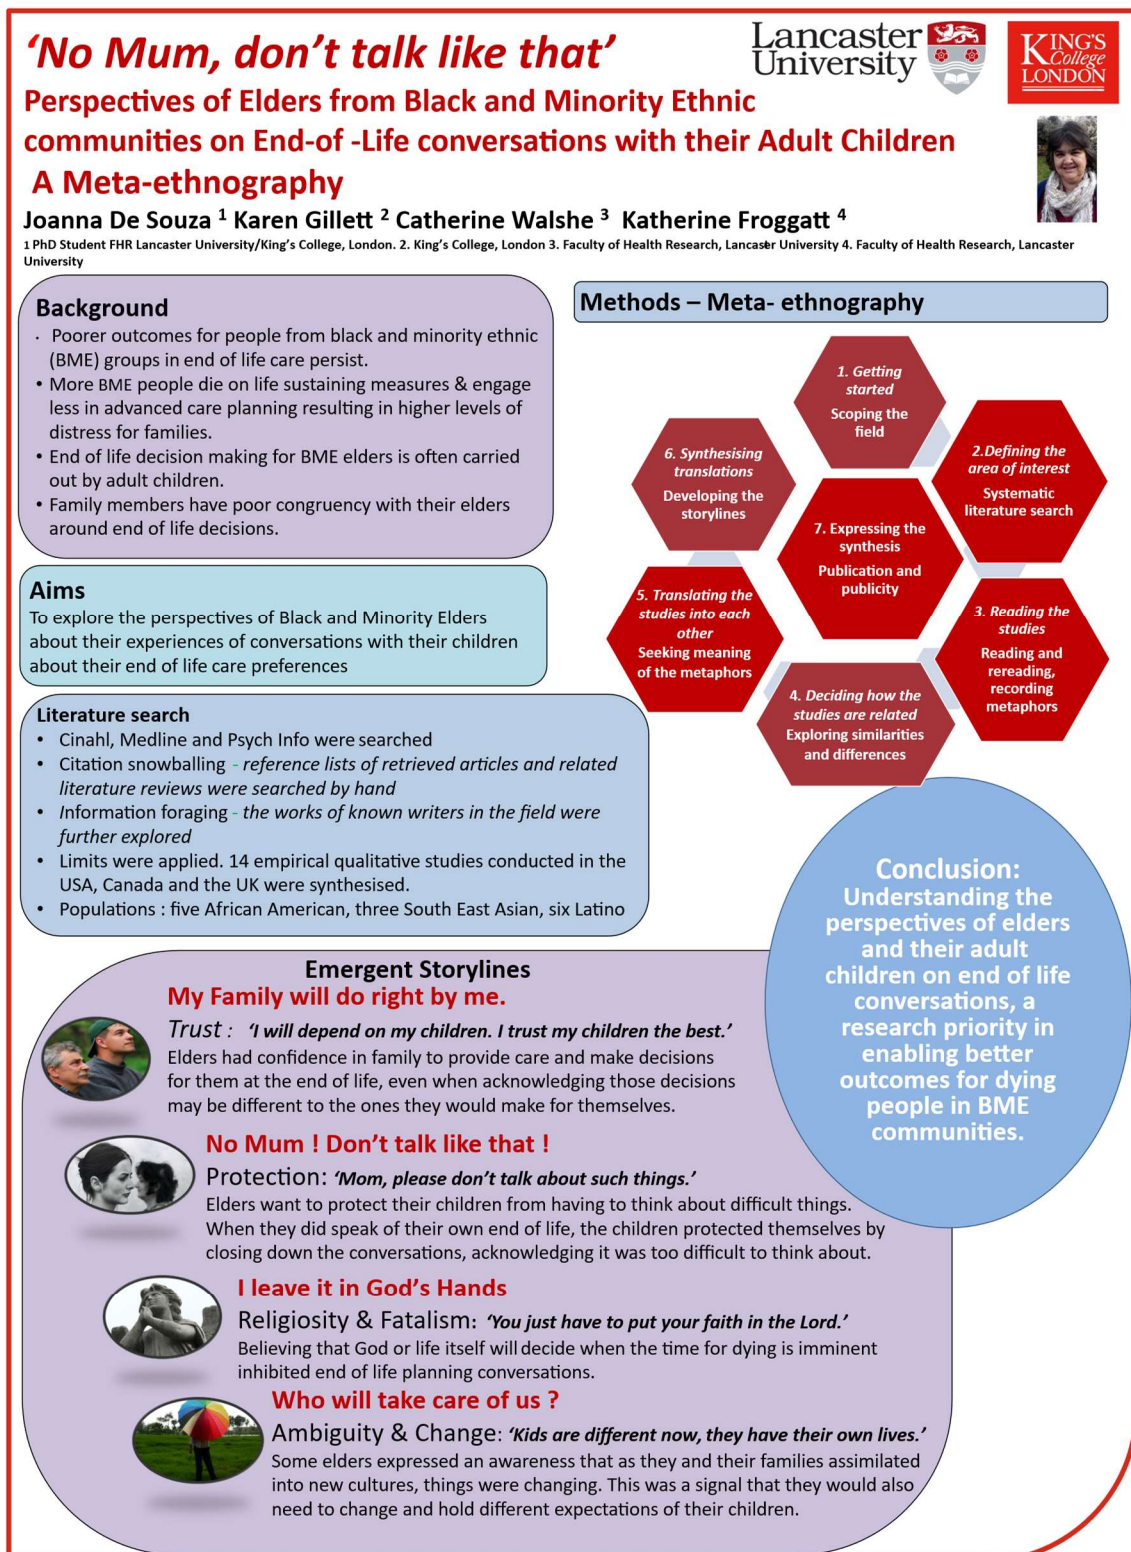 'No Mum, don't talk like that'
Lancaster
University
KING'S
College
LONDON
Perspectives of Elders from Black and Minority Ethnic
communities on End-of -Life conversations with their Adult Children
A Meta-ethnography
Joanna De Souza 1 Karen Gillett 2 Catherine Walshe 3 Katherine Froggatt 4
1 PhD Student FHR Lancaster University/King's College, London. 2. King's College, London 3. Faculty of Health Research, Lancaster University 4. Faculty of Health Research, Lancaster
University
Background
· Poorer outcomes for people from black and minority ethnic
(BME) groups in end of life care persist.
• More BME people die on life sustaining measures & engage
less in advanced care planning resulting in higher levels of
distress for families.
• End of life decision making for BME elders is often carried
out by adult children.
• Family members have poor congruency with their elders
around end of life decisions.
Aims
To explore the perspectives of Black and Minority Elders
about their experiences of conversations with their children
about their end of life care preferences
Literature search
• Cinahl, Medline and Psych Info were searched
• Citation snowballing - reference lists of retrieved articles and related
literature reviews were searched by hand
• Information foraging - the works of known writers in the field were
further explored
• Limits were applied. 14 empirical qualitative studies conducted in the
USA, Canada and the UK were synthesised.
• Populations : five African American, three South East Asian, six Latino
Methods – Meta- ethnography
1. Getting
started
Scoping the
field
2.Defining the
area of interest
Systematic
literature search
3. Reading the
studies
Reading and
rereading,
recording
metaphors
4. Deciding how the
studies are related
Exploring similarities
and differences
5. Translating the
studies into each
other
Seeking meaning
of the metaphors
6. Synthesising
translations
Developing the
storylines
7. Expressing the
synthesis
Publication and
publicity
Conclusion:
Understanding the
perspectives of elders
and their adult
children on end of life
conversations, a
research priority in
enabling better
outcomes for dying
people in BME
communities.
Emergent Storylines
My Family will do right by me.
Trust : 'I will depend on my children. I trust my children the best.'
Elders had confidence in family to provide care and make decisions
for them at the end of life, even when acknowledging those decisions
may be different to the ones they would make for themselves.
No Mum ! Don't talk like that !
Protection: 'Mom, please don't talk about such things.'
Elders want to protect their children from having to think about difficult things.
When they did speak of their own end of life, the children protected themselves by
closing down the conversations, acknowledging it was too difficult to think about.
I leave it in God's Hands
Religiosity & Fatalism: 'You just have to put your faith in the Lord.'
Believing that God or life itself will decide when the time for dying is imminent
inhibited end of life planning conversations.
Who will take care of us ?
Ambiguity & Change: 'Kids are different now, they have their own lives.'
Some elders expressed an awareness that as they and their families assimilated
into new cultures, things were changing. This was a signal that they would also
need to change and hold different expectations of their children.